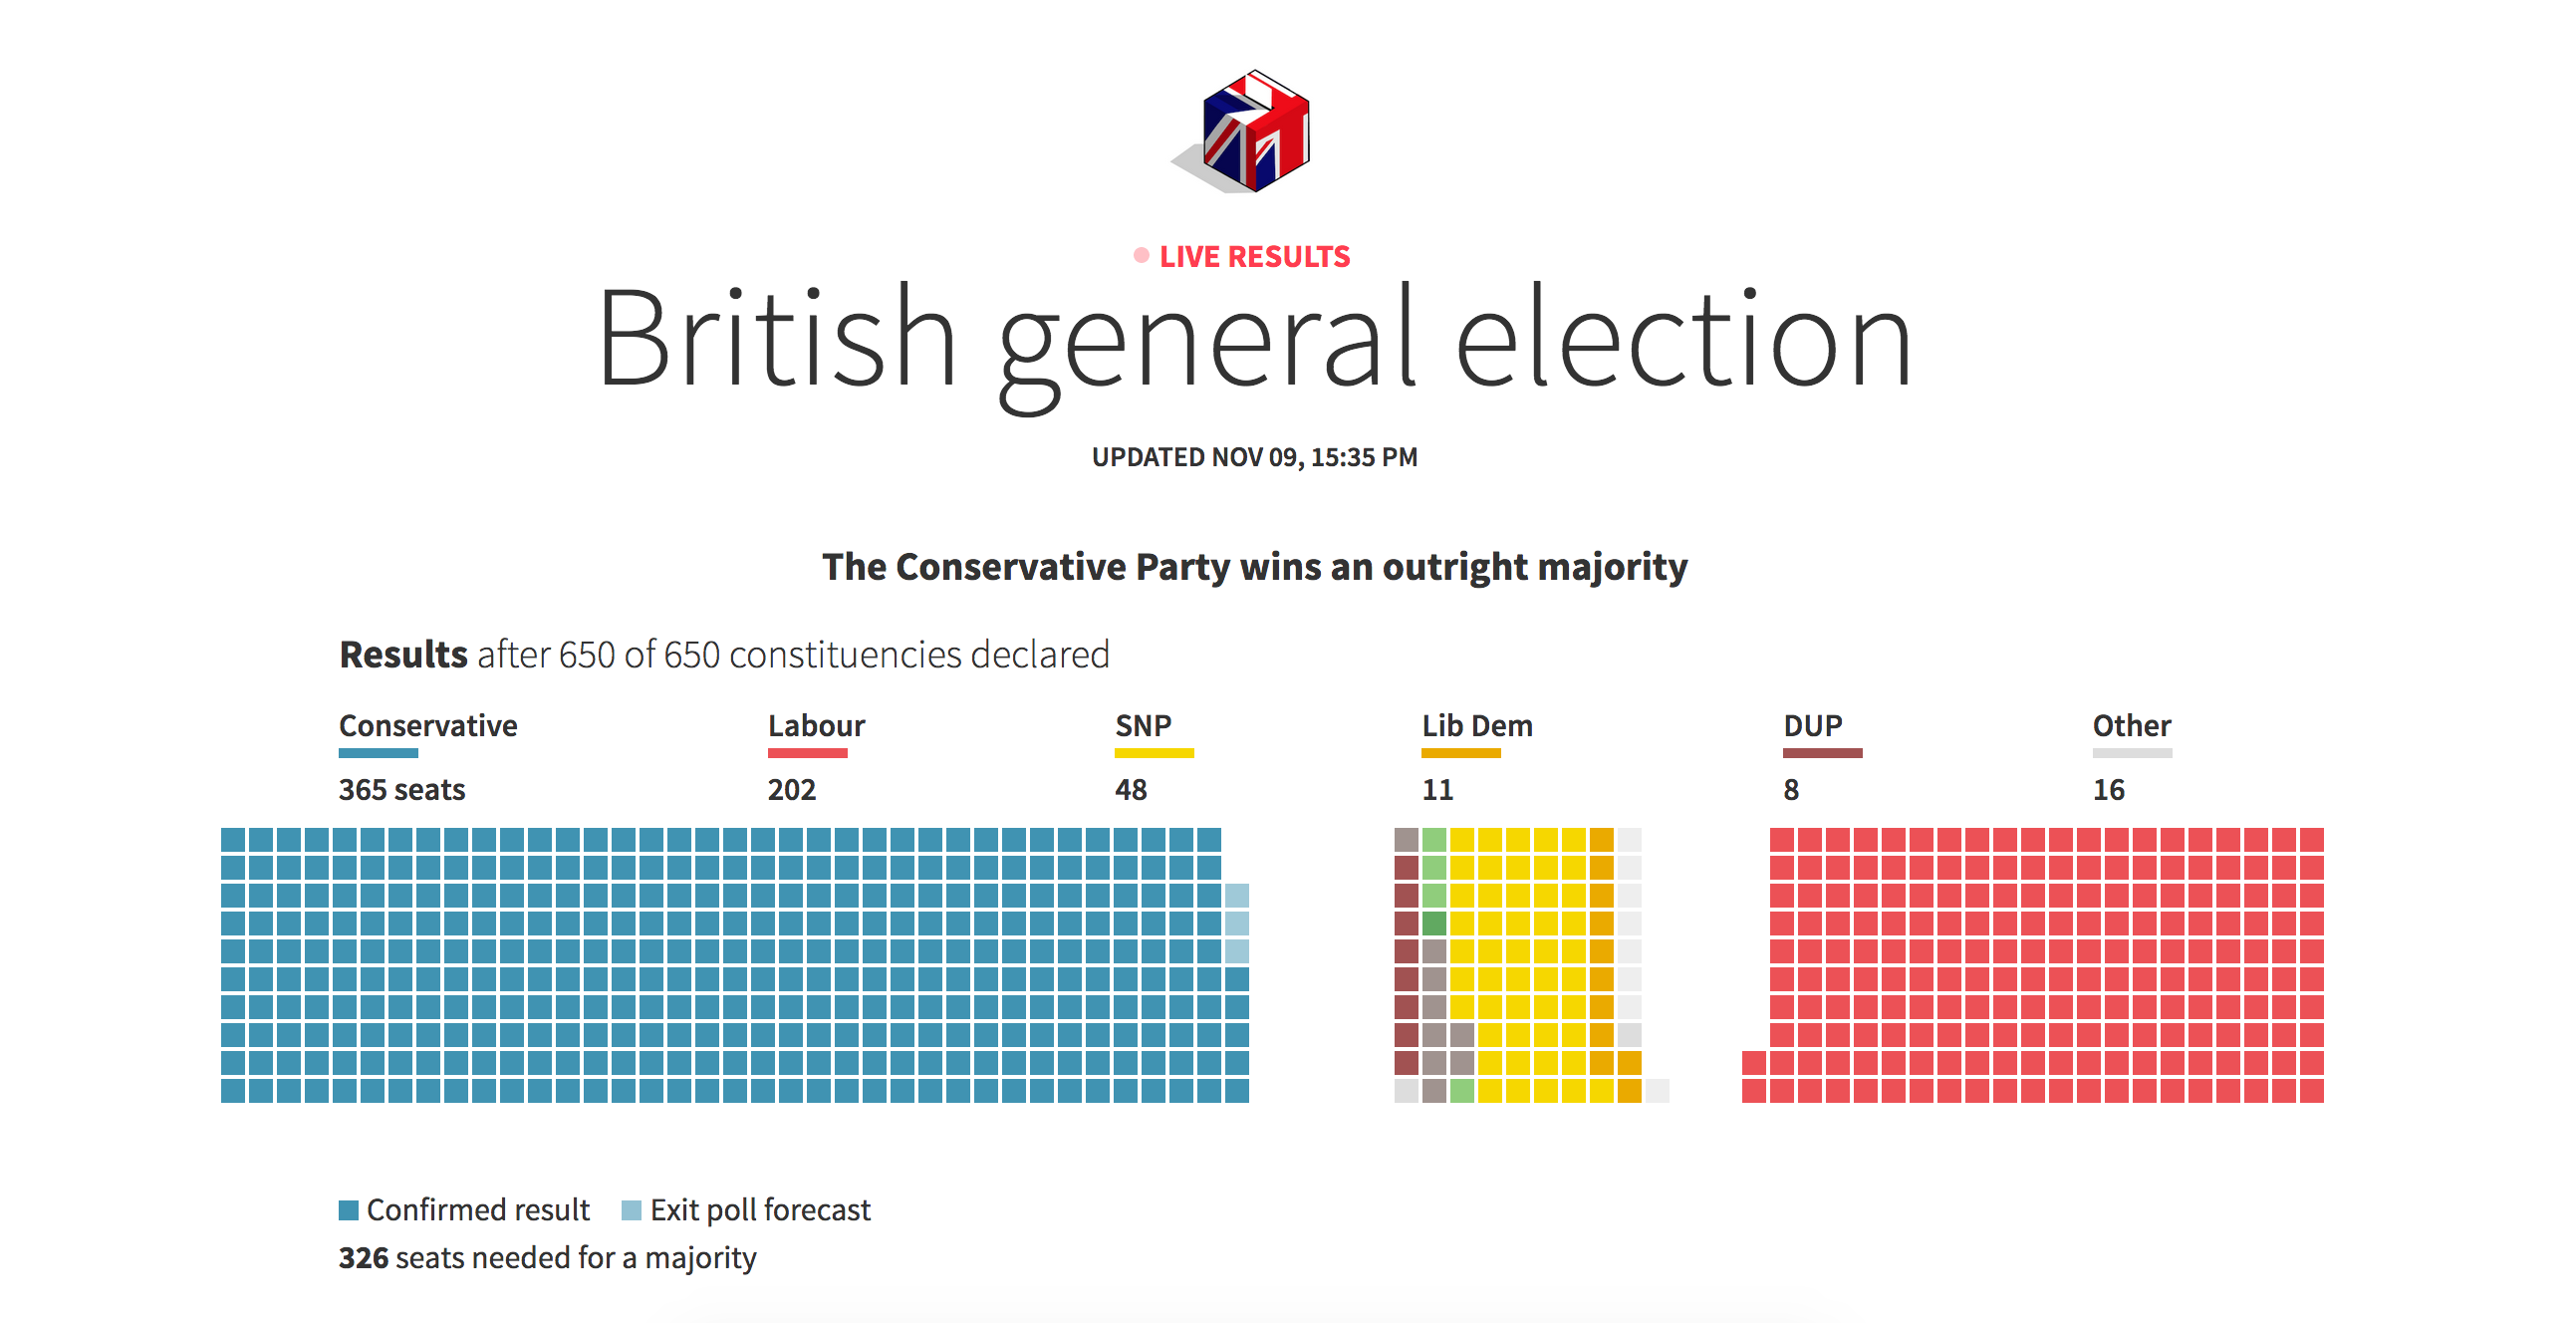 LIVE RESULTS
British general election
UPDATED NOV 09, 15:35 PM
The Conservative Party wins an outright majority
Results after 650 of 650 constituencies declared
Conservative Labour SNP Lib Dem DUP Other
365 seats 202 48 11 8 16
Confirmed result Exit poll forecast
326 seats needed for a majority